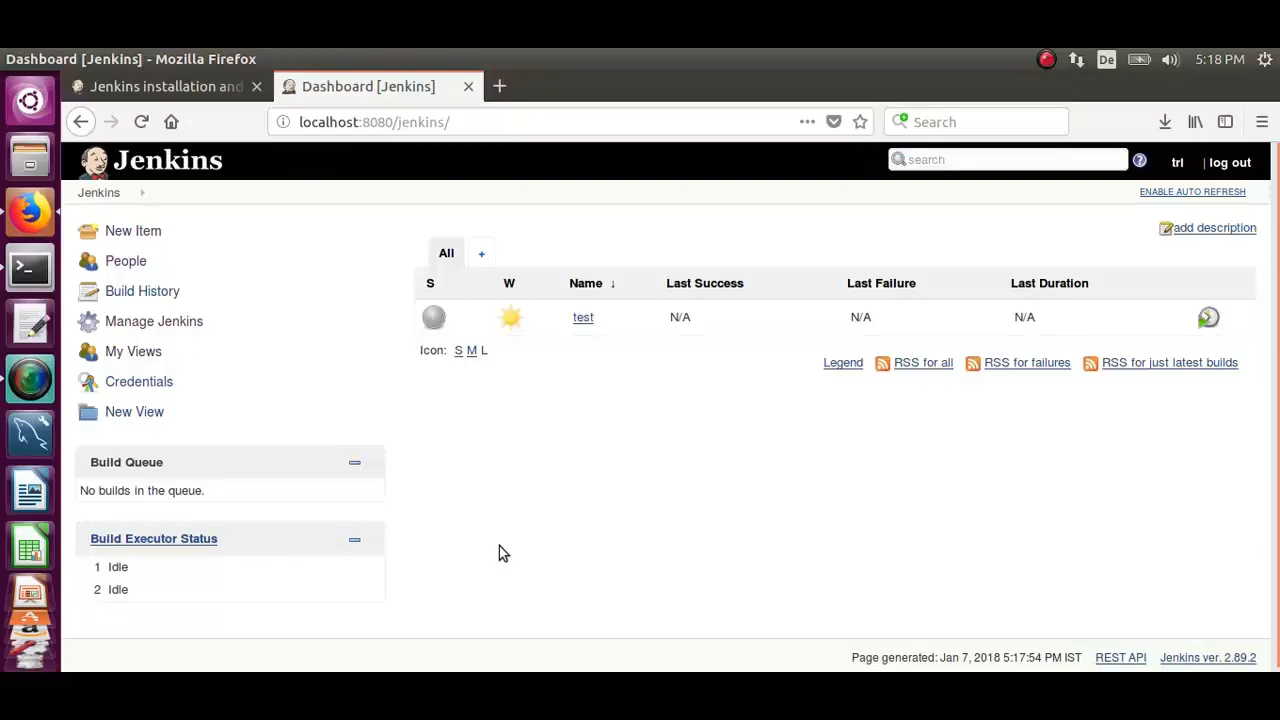 Dashboard [Jenkins] - Mozilla Firefox
De
5:18 PM
Jenkins installation and
Dashboard [Jenkins]
localhost:8080/jenkins/
Search
Jenkins
search
trl
| log out
Jenkins
ENABLE AUTO REFRESH
New Item
People
Build History
Manage Jenkins
My Views
Credentials
New View
add description
All
+
S W Name ↓ Last Success Last Failure Last Duration
test N/A N/A N/A
Icon: S M L
Legend RSS for all RSS for failures RSS for just latest builds
Build Queue
No builds in the queue.
Build Executor Status
1 Idle
2 Idle
Page generated: Jan 7, 2018 5:17:54 PM IST REST API Jenkins ver. 2.89.2